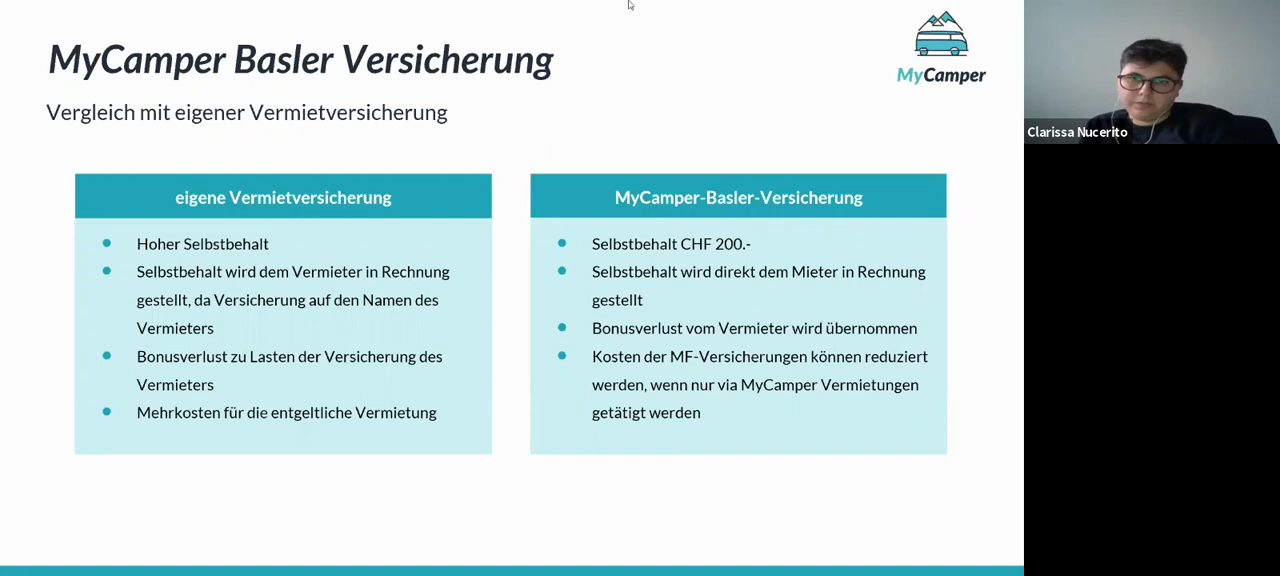 MyCamper Basler Versicherung
Vergleich mit eigener Vermietversicherung
MyCamper
Clarissa Nucerito
eigene Vermietversicherung
Hoher Selbstbehalt
Selbstbehalt wird dem Vermieter in Rechnung
gestellt, da Versicherung auf den Namen des
Vermieters
Bonusverlust zu Lasten der Versicherung des
Vermieters
Mehrkosten für die entgeltliche Vermietung
MyCamper-Basler-Versicherung
Selbstbehalt CHF 200.-
Selbstbehalt wird direkt dem Mieter in Rechnung
gestellt
Bonusverlust vom Vermieter wird übernommen
Kosten der MF-Versicherungen können reduziert
werden, wenn nur via MyCamper Vermietungen
getätigt werden